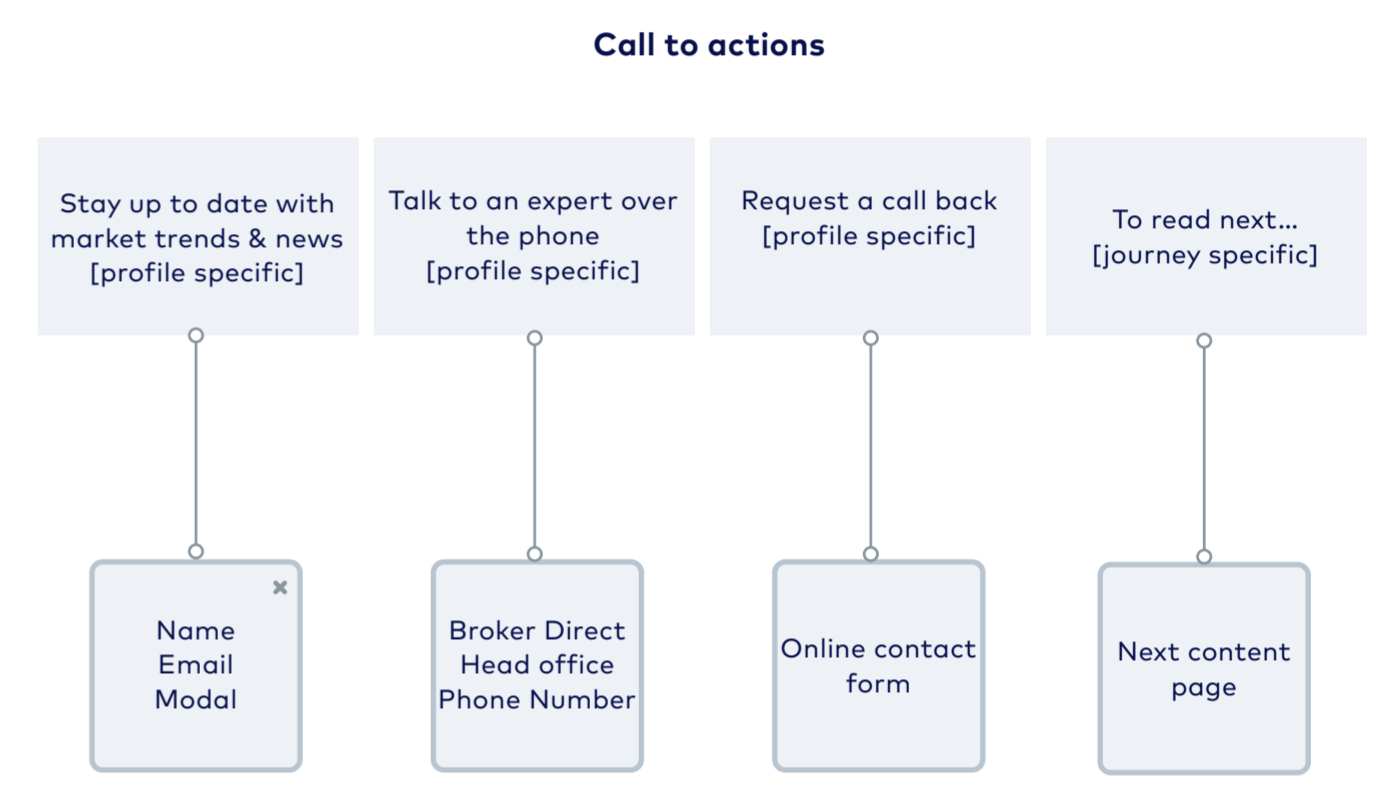 Call to actions
Stay up to date with
market trends & news
[profile specific]
Talk to an expert over
the phone
[profile specific]
Request a call back
[profile specific]
To read next...
[journey specific]
Name
Email
Modal
Broker Direct
Head office
Phone Number
Online contact
form
Next content
page